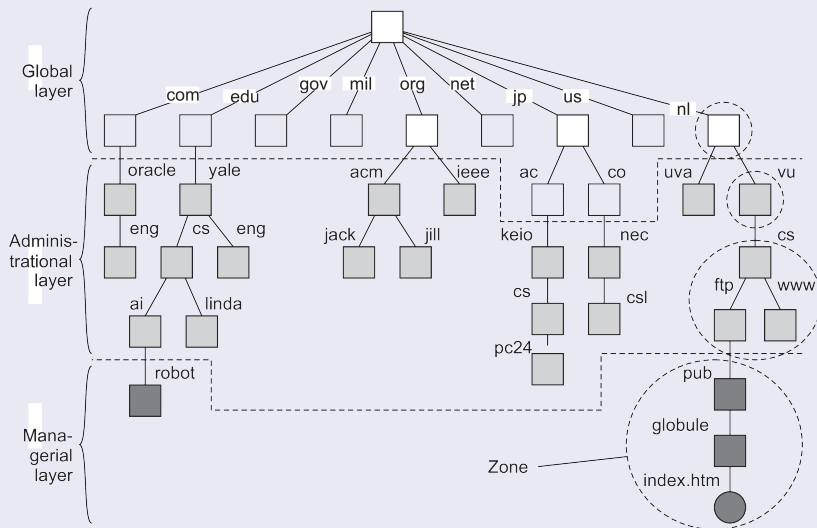 Global
layer
com edu gov mil org net jp us nl
oracle yale acm ieee ac co uva vu
Adminis-
trational
layer
eng cs eng jack jill keio nec cs
ai linda cs csl ftp www
pc24
robot pub
Mana-
gerial
layer
globule
Zone index.htm